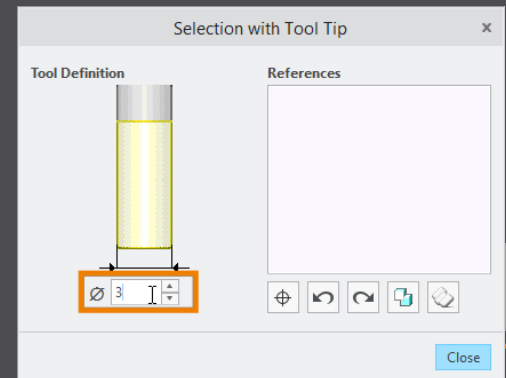 Selection with Tool Tip
x
Tool Definition
References
Ø 3
Close